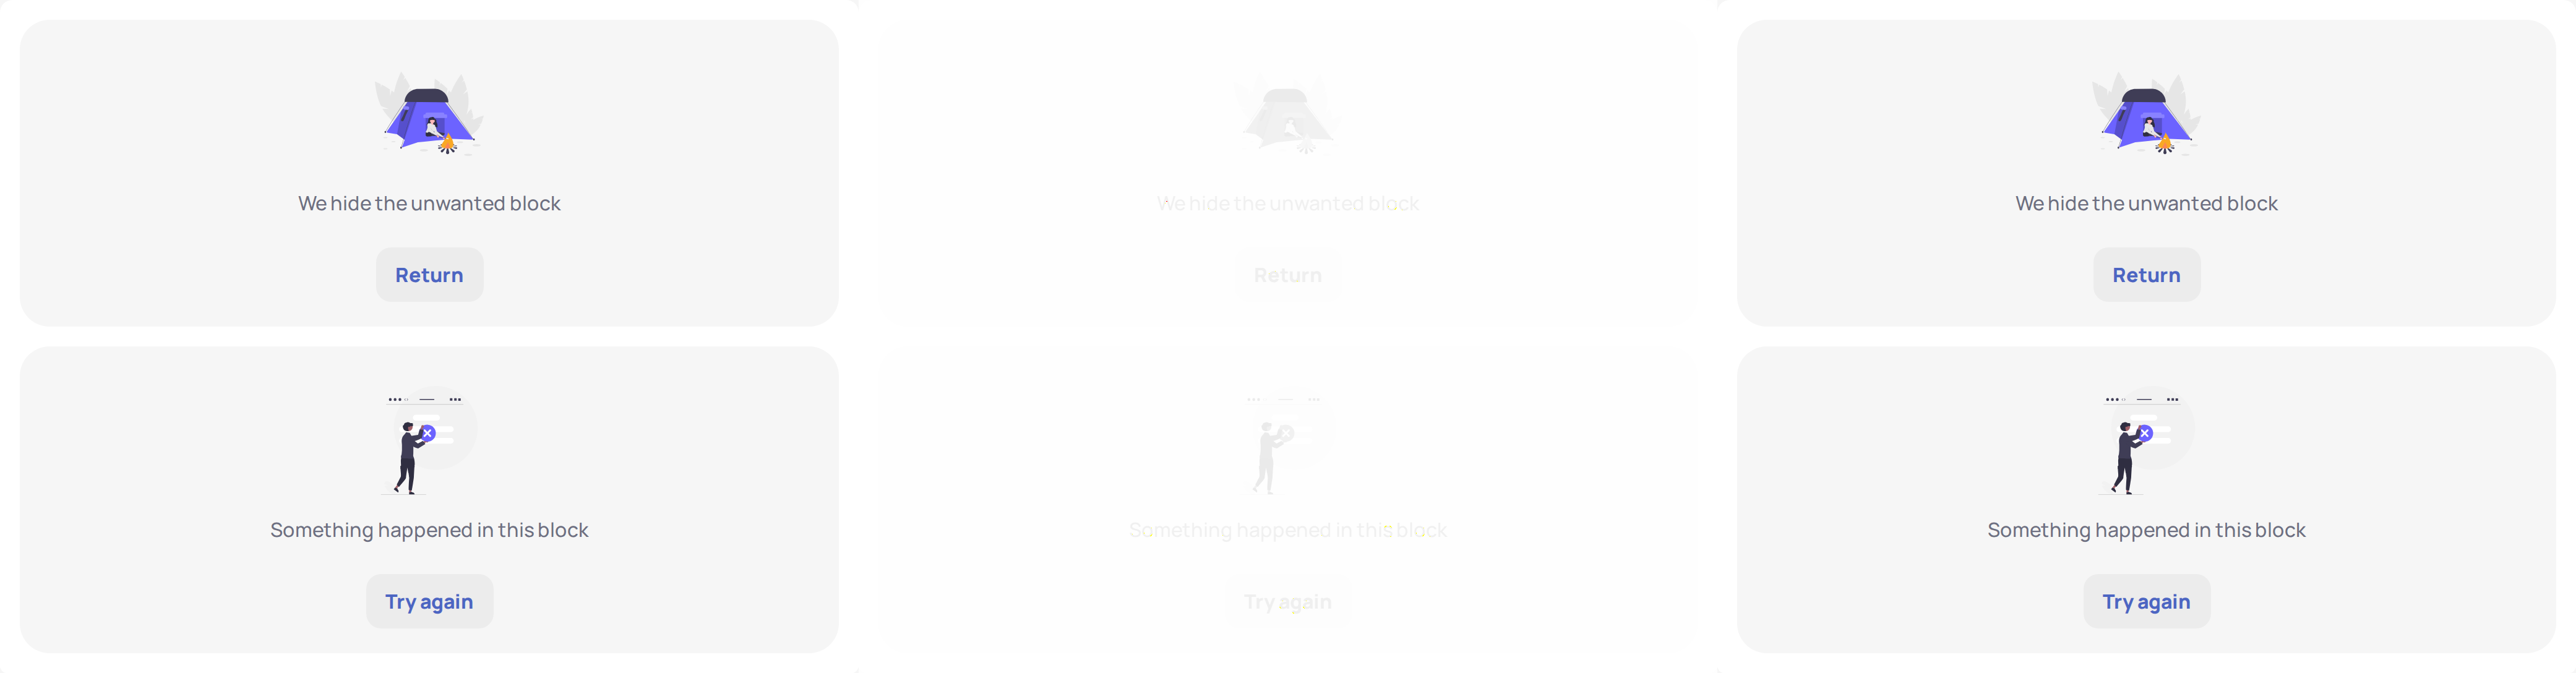 We hide the unwanted block
Return
Something happened in this block
Try again
We hide the unwanted block
Return
Something happened in this block
Try again
We hide the unwanted block
Return
Something happened in this block
Try again